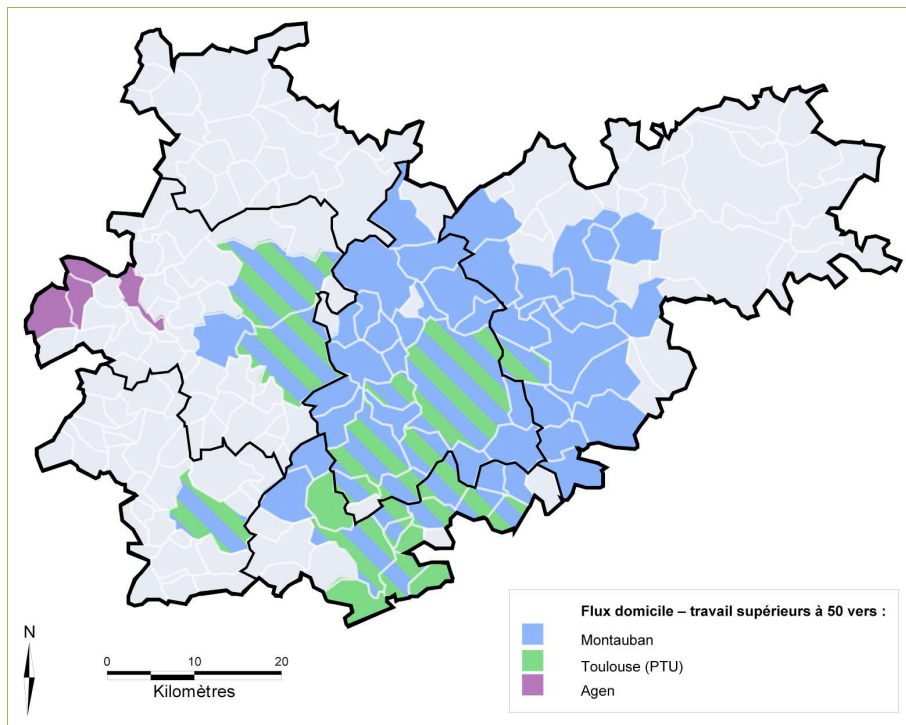 N
0 10 20
Kilomètres
Flux domicile – travail supérieurs à 50 vers :
Montauban
Toulouse (PTU)
Agen